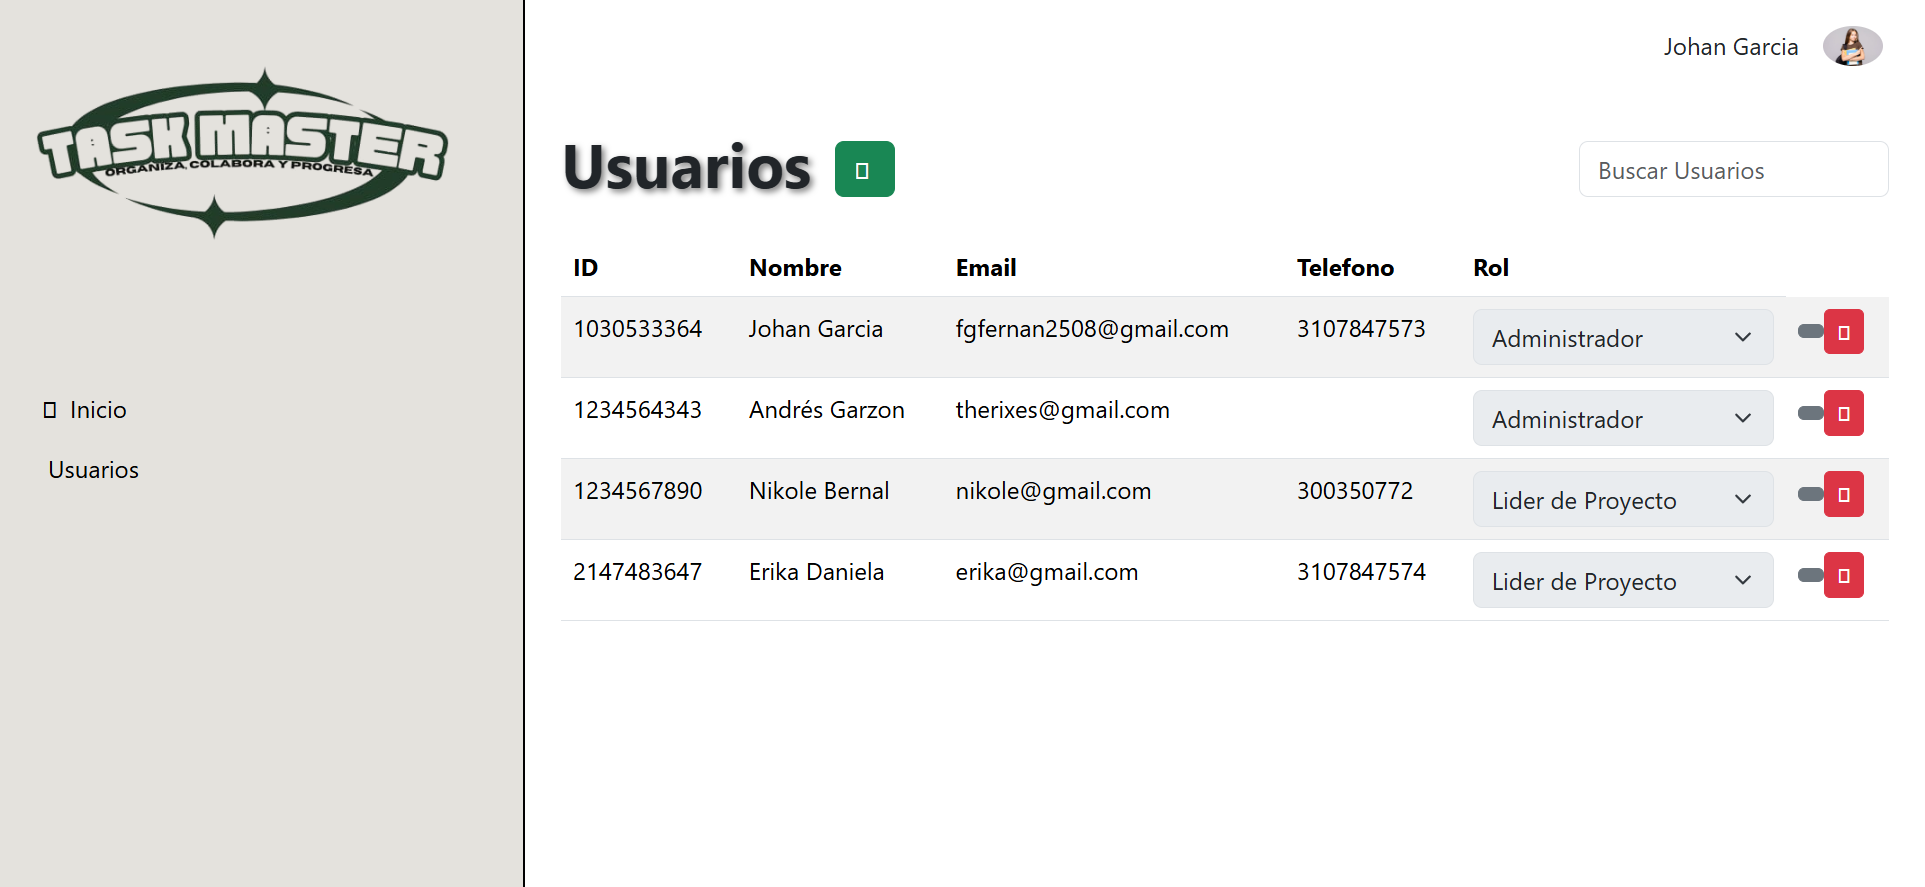 TASK MASTER
ORGANIZA, COLABORA Y PROGRESA
Inicio
Usuarios
Johan Garcia
Usuarios
Buscar Usuarios
ID Nombre Email Telefono Rol
1030533364 Johan Garcia fgfernan2508@gmail.com 3107847573 Administrador
1234564343 Andrés Garzon therixes@gmail.com Administrador
1234567890 Nikole Bernal nikole@gmail.com 300350772 Lider de Proyecto
2147483647 Erika Daniela erika@gmail.com 3107847574 Lider de Proyecto